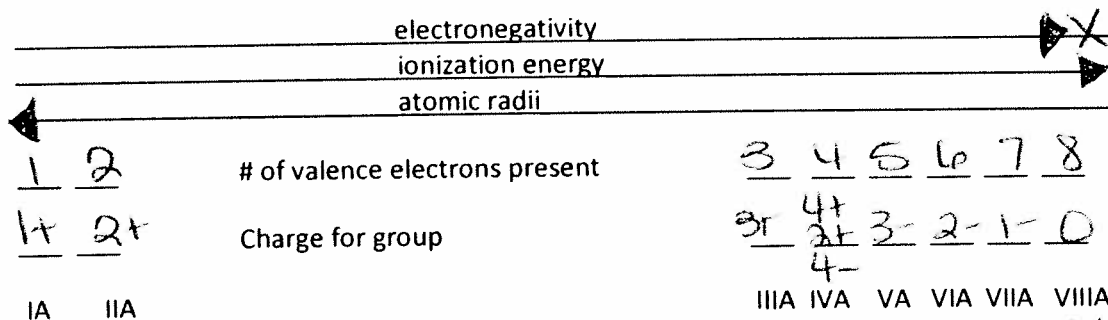 electronegativity X
ionization energy
atomic radii
1 2 # of valence electrons present 3 4 5 6 7 8
1+ 2+ Charge for group 3+ 4+ 2+ 4- 3- 2- 1- 0
IA IIA IIIA IVA VA VIA VIIA VIIIA